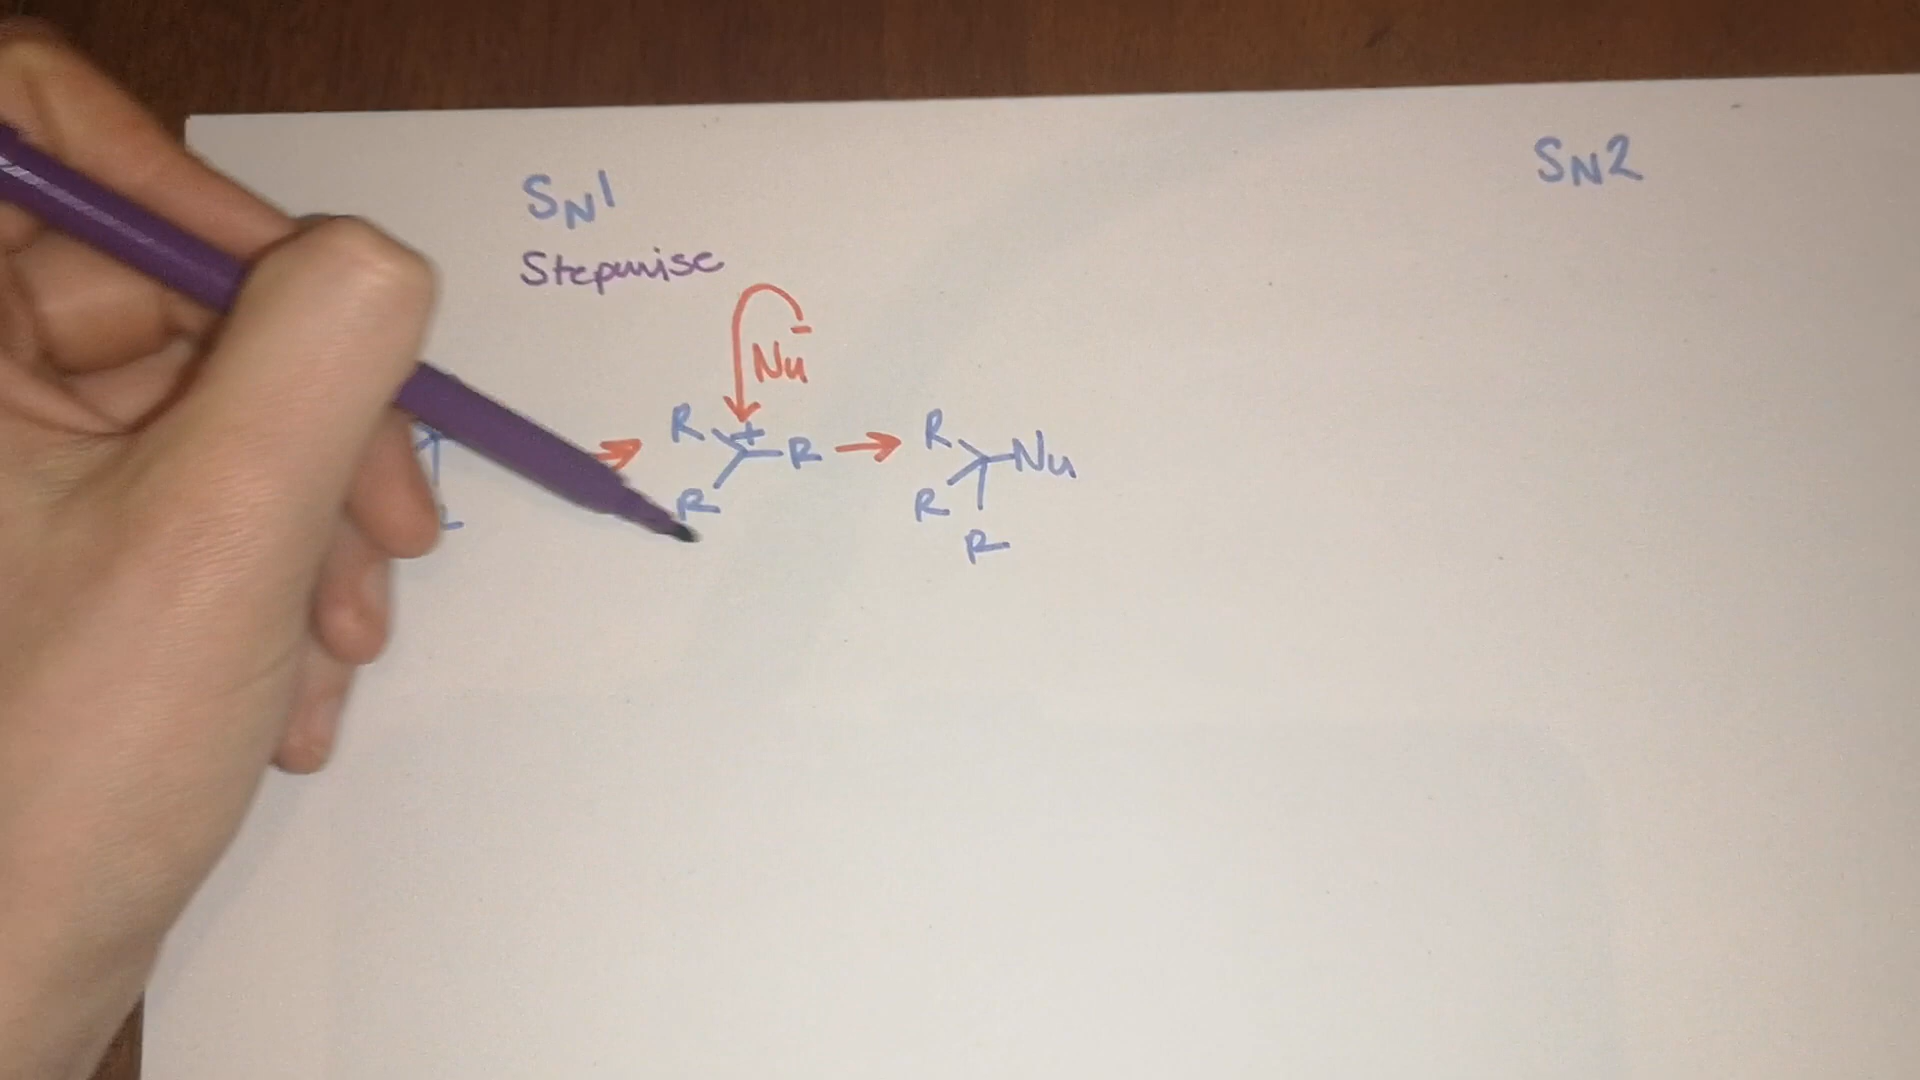 SN1
SN2
Stepwise
Nu-
R + R → R Nu
R R
R